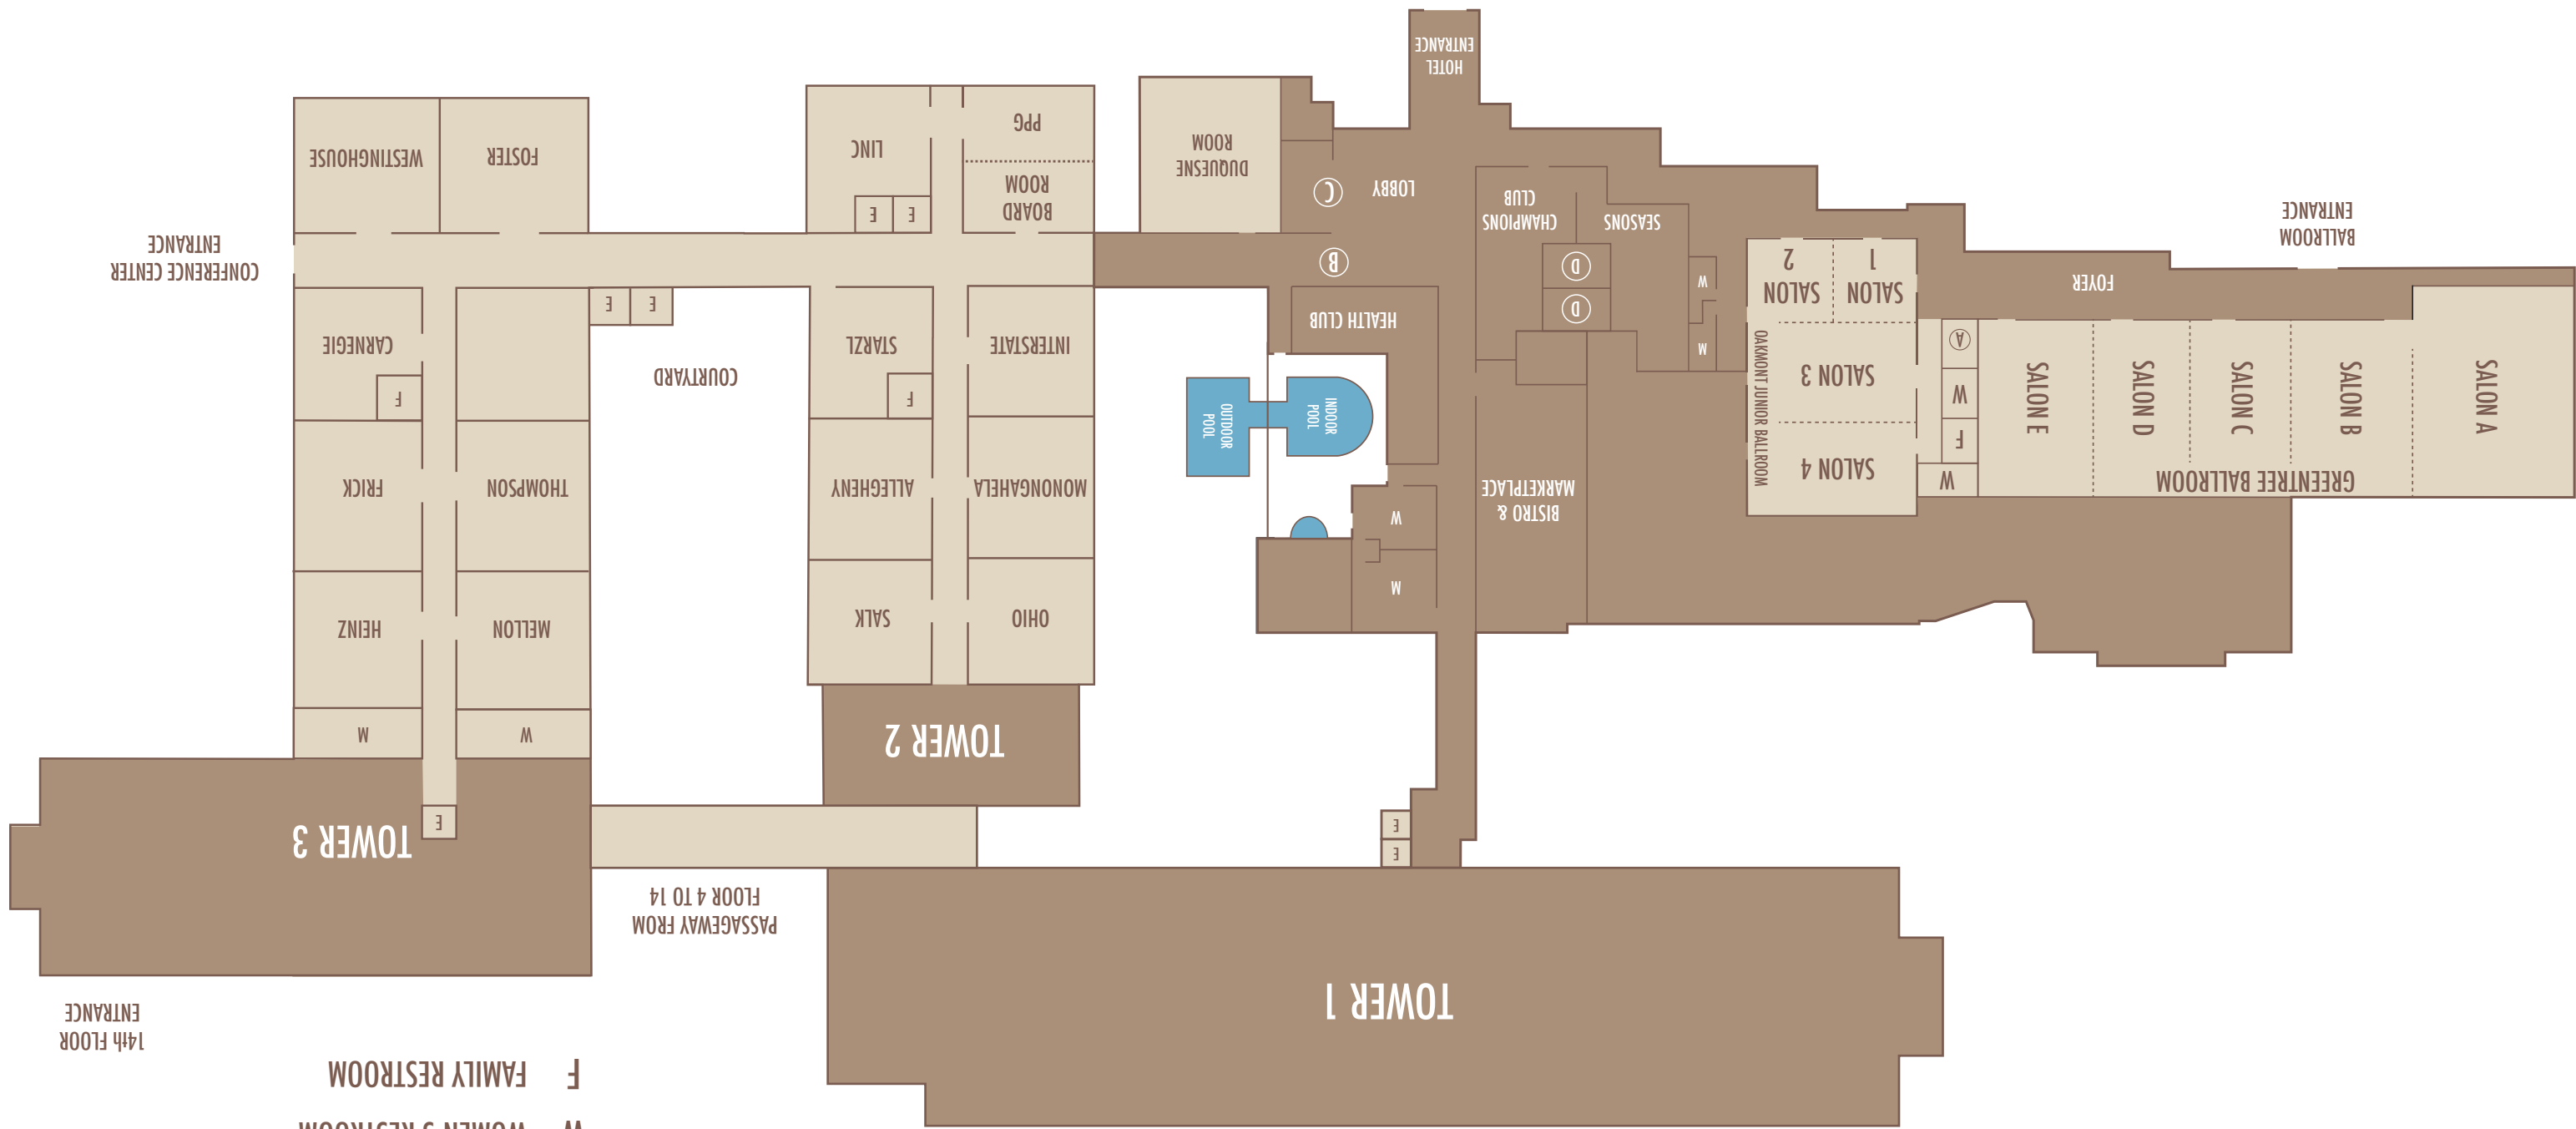 WOMEN'S RESTROOM
F FAMILY RESTROOM
14th FLOOR
ENTRANCE
TOWER 1
PASSAGEWAY FROM
FLOOR 4 TO 14
TOWER 3
E
E
E
TOWER 2
W
M
OHIO
SALK
MELLON
HEINZ
M
W
BISTRO &
MARKETPLACE
MONONGAHELA
ALLEGHENY
THOMPSON
FRICK
GREENTREE BALLROOM
SALON A
SALON B
SALON C
SALON D
SALON E
M
F
W
A
OAKMONT JUNIOR BALLROOM
SALON 4
SALON 3
SALON
1
SALON
2
INDOOR
POOL
OUTDOOR
POOL
F
F
COURTYARD
INTERSTATE
STARZL
CARNEGIE
HEALTH CLUB
E
E
M
W
D
D
FOYER
BALLROOM
ENTRANCE
B
C
CONFERENCE CENTER
ENTRANCE
SEASONS
CHAMPIONS
CLUB
LOBBY
DUQUESNE
ROOM
BOARD
ROOM
PPG
E
E
LINC
FOSTER
WESTINGHOUSE
HOTEL
ENTRANCE